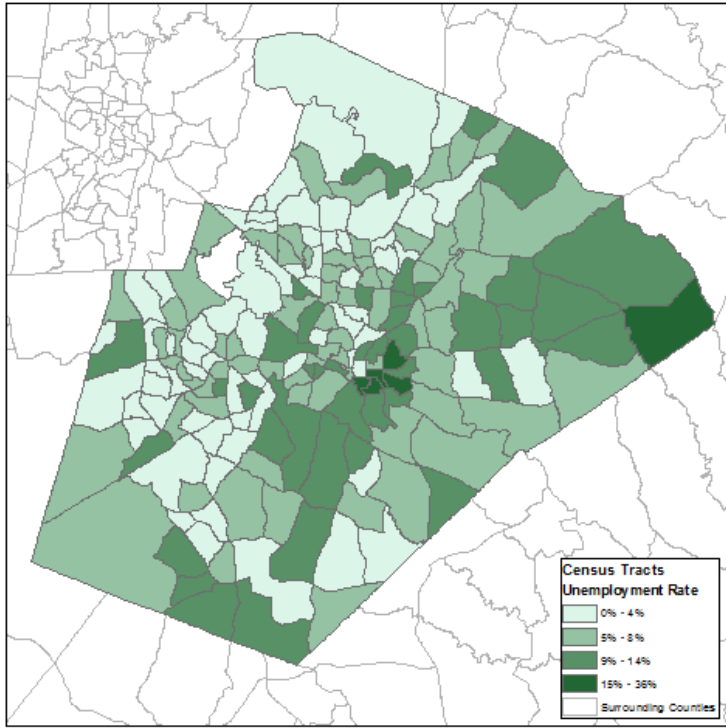 Census Tracts
Unemployment Rate
0% - 4%
5% - 8%
9% - 14%
15% - 36%
Surrounding Counties